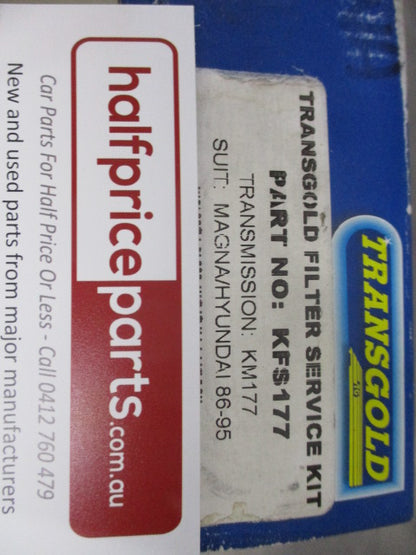 TRANSGOLD
TRANSGOLD FILTER SERVICE KIT
PART NO: KFS177
TRANSMISSION: KM177
SUIT: MAGNA/HYUNDAI 86-95
halfpriceparts.com.au
Car Parts For Half Price Or Less - Call 0412 760 479
New and used parts from major manufacturers